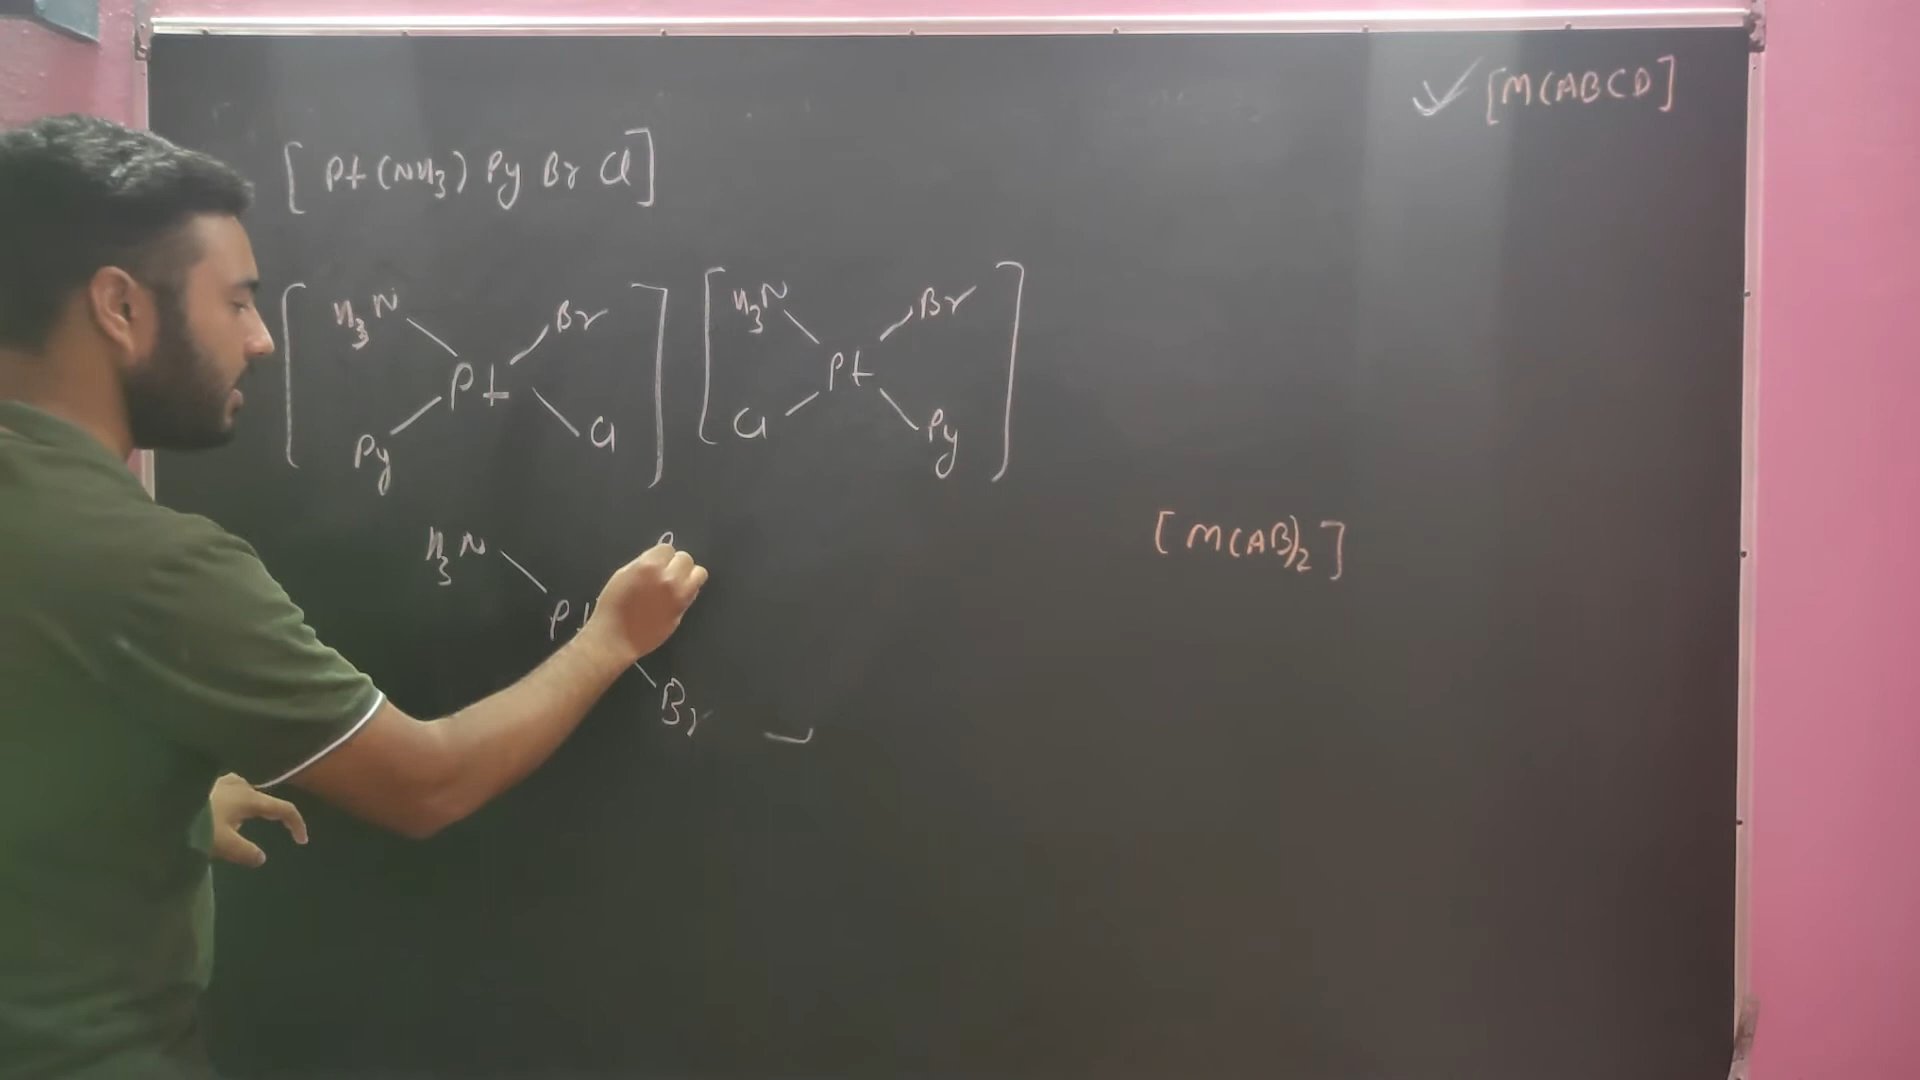 [MCABCD]
[Pt(NH3) Py Br Cl]
H3N Br H3N Br
Pt Pt
Py Cl Cl Py
H3N
[M(AB)2]
Pt
Br